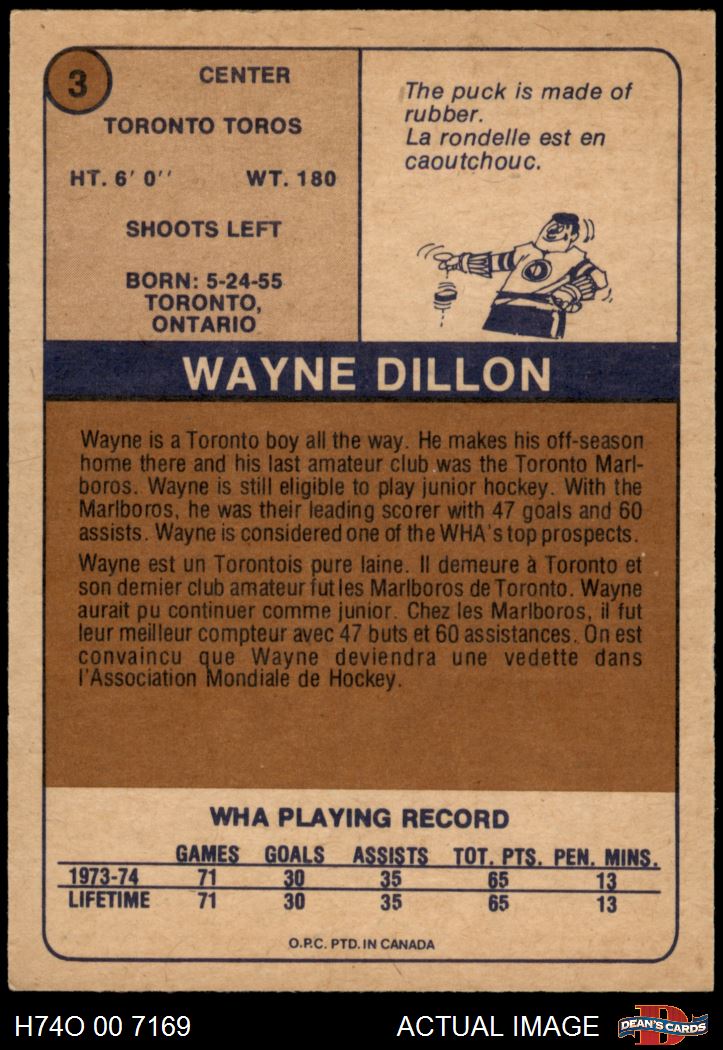 3
CENTER
TORONTO TOROS
HT. 6' 0'' WT. 180
SHOOTS LEFT
BORN: 5-24-55
TORONTO,
ONTARIO
The puck is made of
rubber.
La rondelle est en
caoutchouc.
WAYNE DILLON
Wayne is a Toronto boy all the way. He makes his off-season
home there and his last amateur club was the Toronto Marl-
boros. Wayne is still eligible to play junior hockey. With the
Marlboros, he was their leading scorer with 47 goals and 60
assists. Wayne is considered one of the WHA's top prospects.
Wayne est un Torontois pure laine. Il demeure à Toronto et
son dernier club amateur fut les Marlboros de Toronto. Wayne
aurait pu continuer comme junior. Chez les Marlboros, il fut
leur meilleur compteur avec 47 buts et 60 assistances. On est
convaincu que Wayne deviendra une vedette dans
l'Association Mondiale de Hockey.
WHA PLAYING RECORD
GAMES GOALS ASSISTS TOT. PTS. PEN. MINS.
1973-74 71 30 35 65 13
LIFETIME 71 30 35 65 13
O.P.C. PTD. IN CANADA
H74O 00 7169 ACTUAL IMAGE
D
DEAN'S CARDS